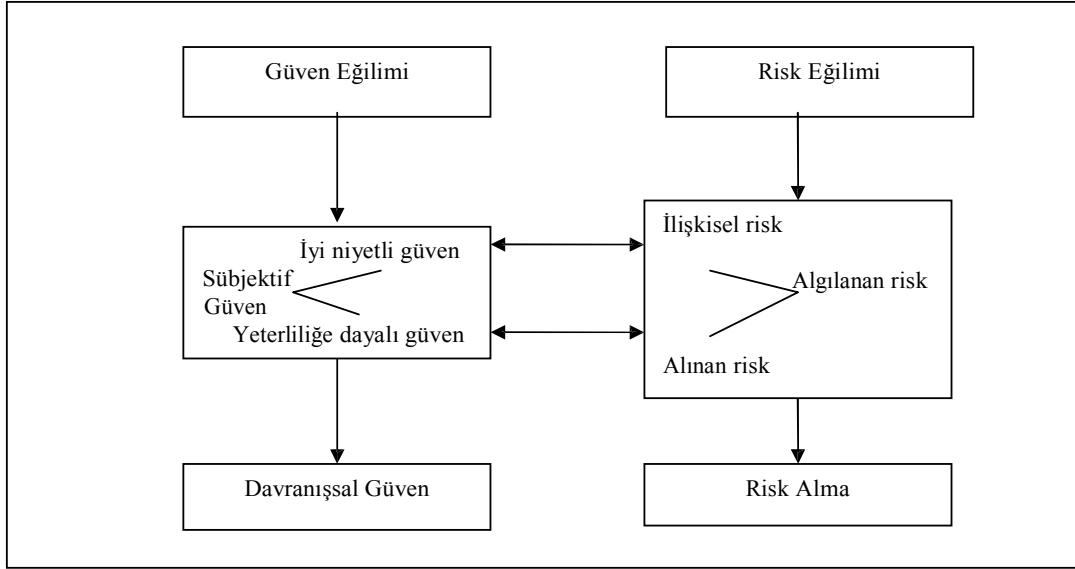 Güven Eğilimi
Risk Eğilimi
İyi niyetli güven
Sübjektif
Güven
Yeterliliğe dayalı güven
İlişkisel risk
Algılanan risk
Alınan risk
Davranışsal Güven
Risk Alma